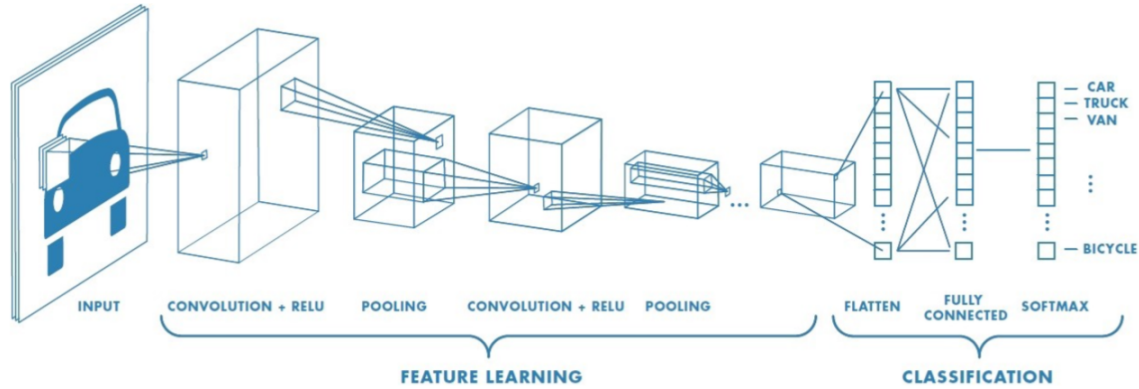 CAR
TRUCK
VAN
BICYCLE
INPUT
CONVOLUTION + RELU
POOLING
CONVOLUTION + RELU
POOLING
FLATTEN
FULLY
CONNECTED
SOFTMAX
FEATURE LEARNING
CLASSIFICATION